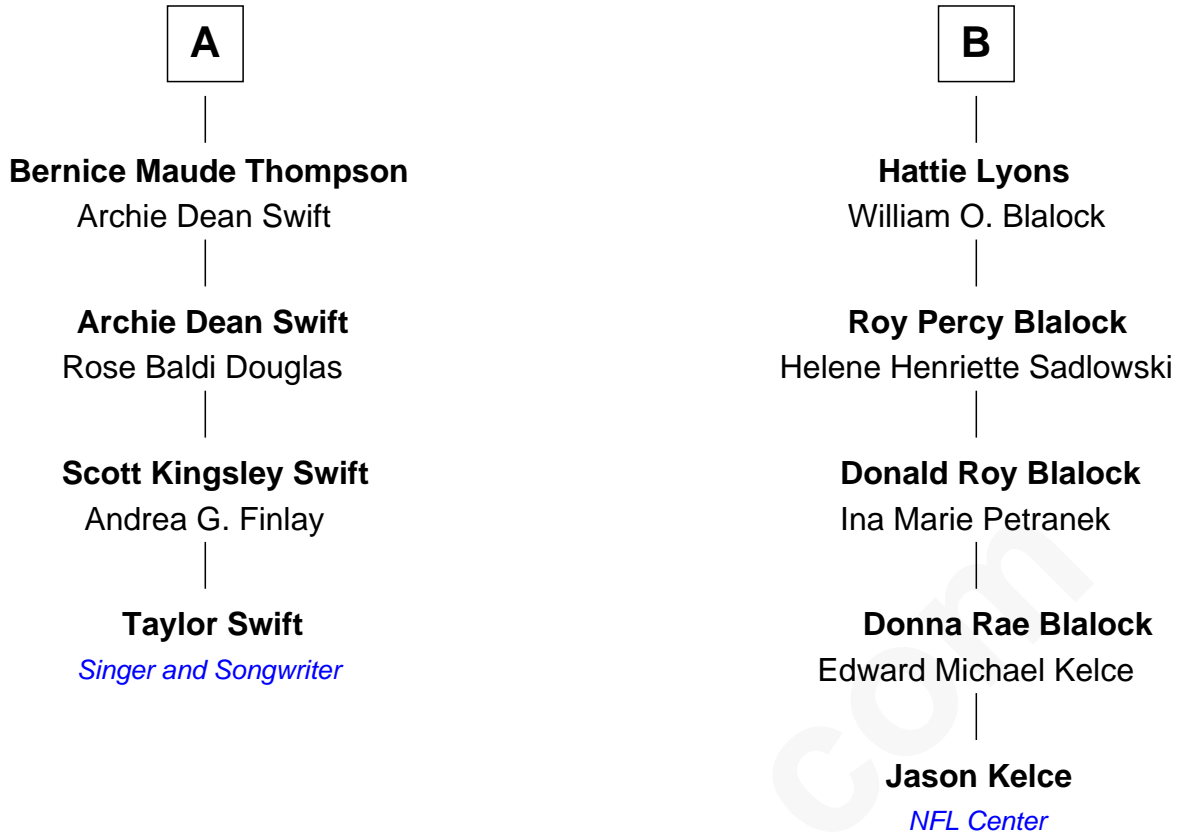 A
Bernice Maude Thompson
Archie Dean Swift
Archie Dean Swift
Rose Baldi Douglas
Scott Kingsley Swift
Andrea G. Finlay
Taylor Swift
Singer and Songwriter
B
Hattie Lyons
William O. Blalock
Roy Percy Blalock
Helene Henriette Sadlowski
Donald Roy Blalock
Ina Marie Petranek
Donna Rae Blalock
Edward Michael Kelce
Jason Kelce
NFL Center
com